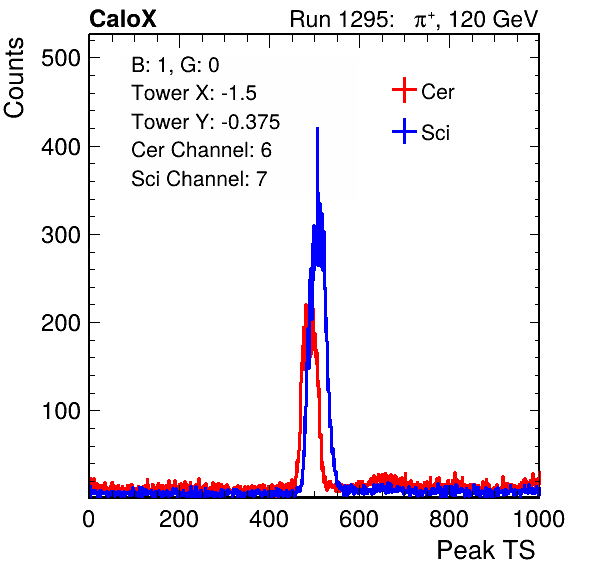 CaloX Run 1295: π⁺, 120 GeV
Counts
500
400
300
200
100
B: 1, G: 0
Tower X: -1.5
Tower Y: -0.375
Cer Channel: 6
Sci Channel: 7
Cer
Sci
0 200 400 600 800 1000
Peak TS